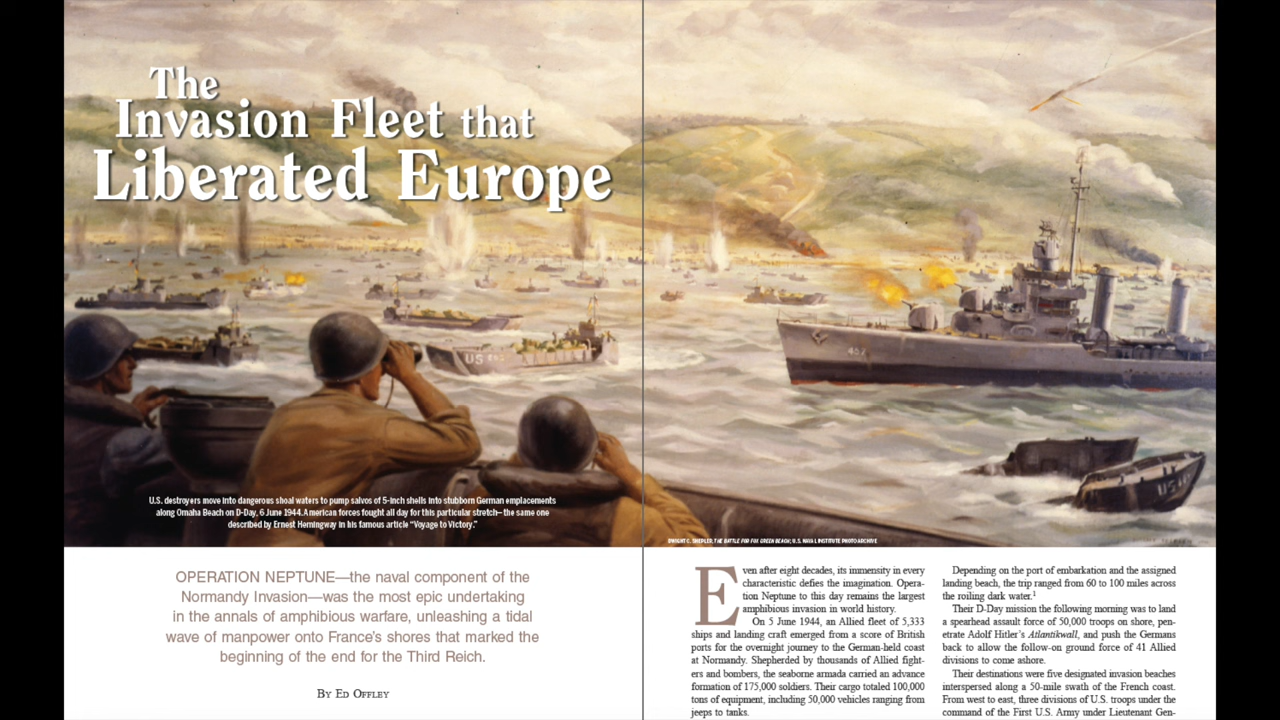 The
Invasion Fleet that
Liberated Europe
US
467
US
U.S. destroyers move into dangerous shoal waters to pump salvos of 5-inch shells into stubborn German emplacements
along Omaha Beach on D-Day, 6 June 1944. American forces fought all day for this particular stretch—the same one
described by Ernest Hemingway in his famous article “Voyage to Victory.”
DWIGHT C. SHEPLER, THE BATTLE FOR FOX GREEN BEACH; U.S. NAVAL INSTITUTE PHOTO ARCHIVE
OPERATION NEPTUNE—the naval component of the
Normandy Invasion—was the most epic undertaking
in the annals of amphibious warfare, unleashing a tidal
wave of manpower onto France’s shores that marked the
beginning of the end for the Third Reich.
By Ed Offley
Even after eight decades, its immensity in every
characteristic defies the imagination. Opera-
tion Neptune to this day remains the largest
amphibious invasion in world history.
On 5 June 1944, an Allied fleet of 5,333
ships and landing craft emerged from a score of British
ports for the overnight journey to the German-held coast
at Normandy. Shepherded by thousands of Allied fight-
ers and bombers, the seaborne armada carried an advance
formation of 175,000 soldiers. Their cargo totaled 100,000
tons of equipment, including 50,000 vehicles ranging from
jeeps to tanks.
Depending on the port of embarkation and the assigned
landing beach, the trip ranged from 60 to 100 miles across
the roiling dark water.1
Their D-Day mission the following morning was to land
a spearhead assault force of 50,000 troops on shore, pen-
etrate Adolf Hitler’s Atlantikwall, and push the Germans
back to allow the follow-on ground force of 41 Allied
divisions to come ashore.
Their destinations were five designated invasion beaches
interspersed along a 50-mile swath of the French coast.
From west to east, three divisions of U.S. troops under the
command of the First U.S. Army under Lieutenant Gen-